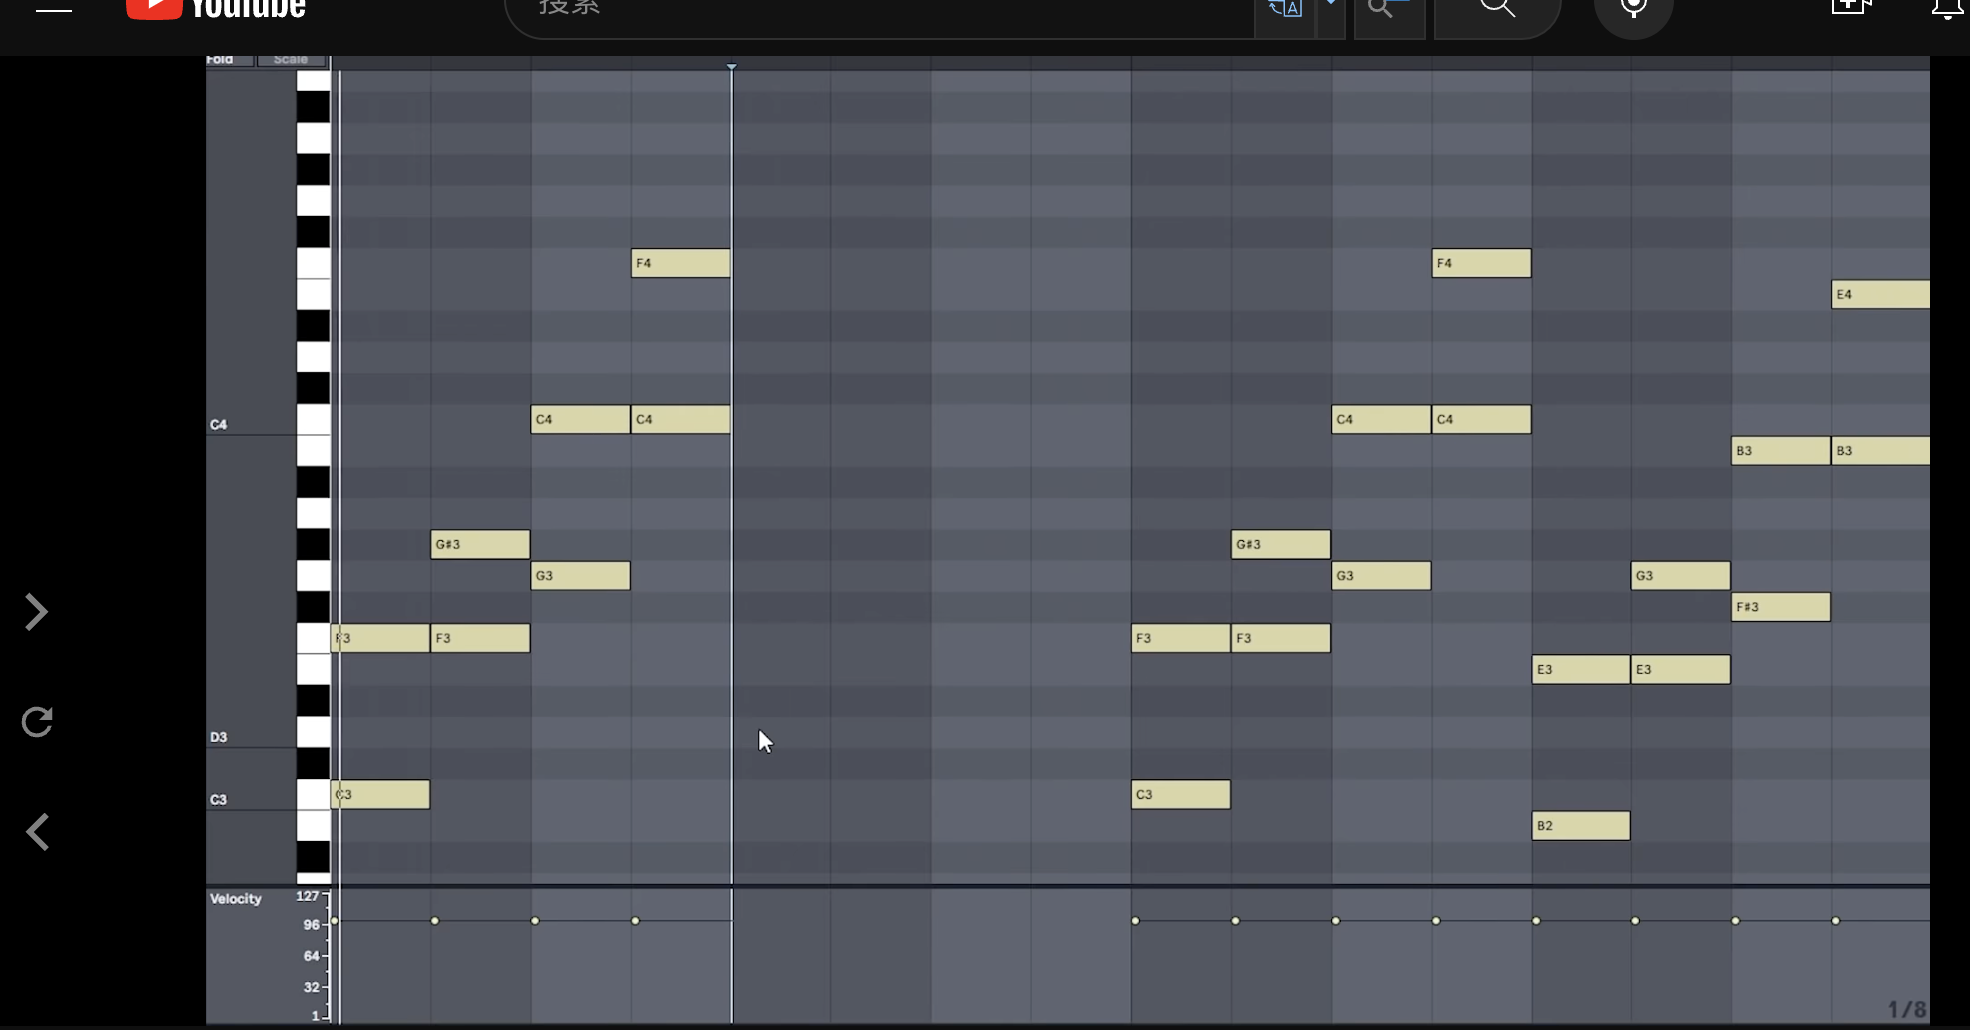 YouTube
搜索
Fold Scale
F4 F4
E4
C4 C4 C4 C4 C4
B3 B3
G#3 G#3
G3 G3 G3
F#3
F3 F3 F3 F3
E3 E3
D3
C3 C3 C3
B2
Velocity 127
96
64
32
1
1/8